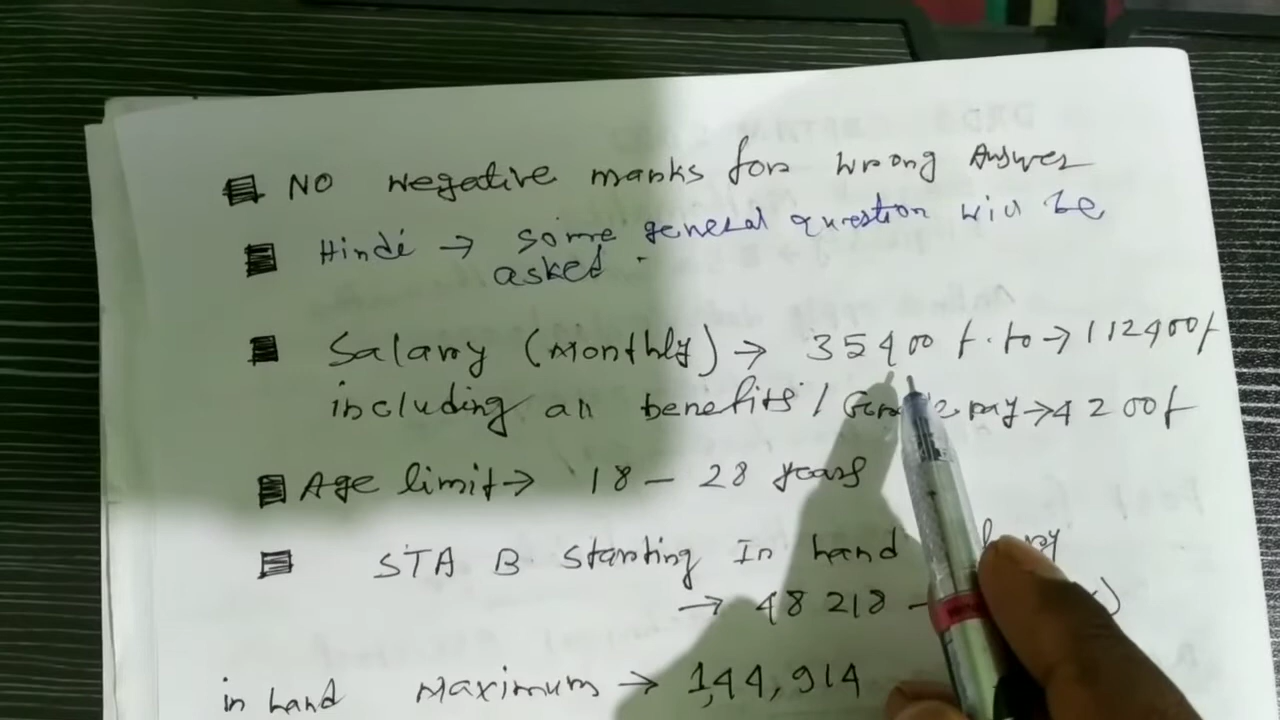 No negative marks for wrong Answer
Hindi → some general question will be
asked.
Salary (Monthly) → 35400 /- to → 112400/-
including all benefits / pay → 4200/-
Age limit → 18 - 28 years
STA B starting In hand
→ 48218 -
in hand maximum → 1,44,914